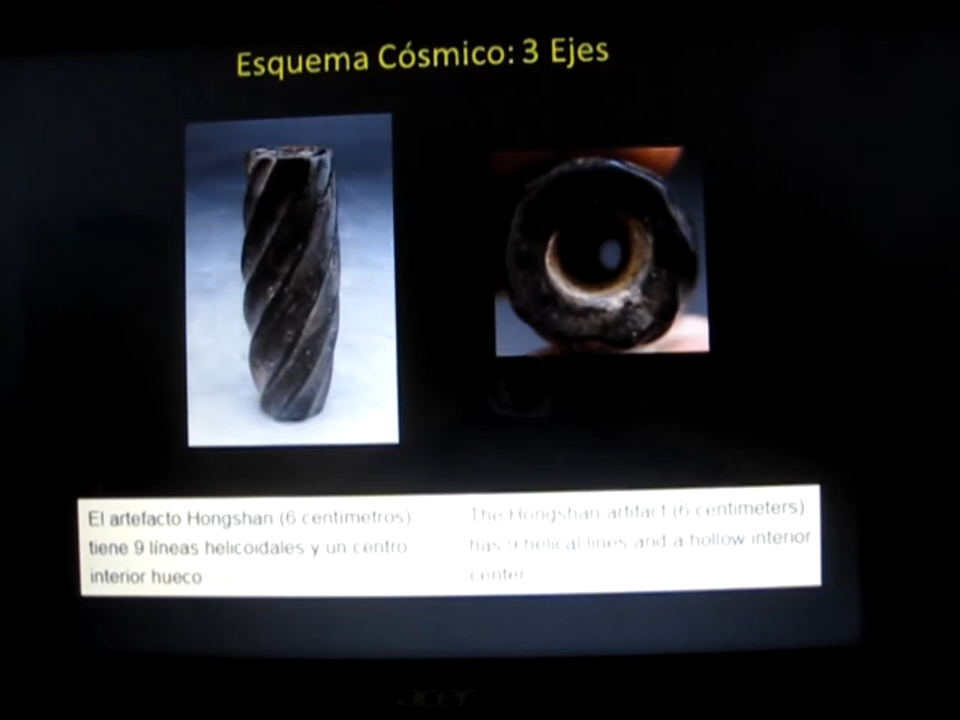 Esquema Cósmico: 3 Ejes
El artefacto Hongshan (6 centimetros)
tiene 9 líneas helicoidales y un centro
interior hueco
The Hongshan artifact (6 centimeters)
has 9 helical lines and a hollow interior
center
acer